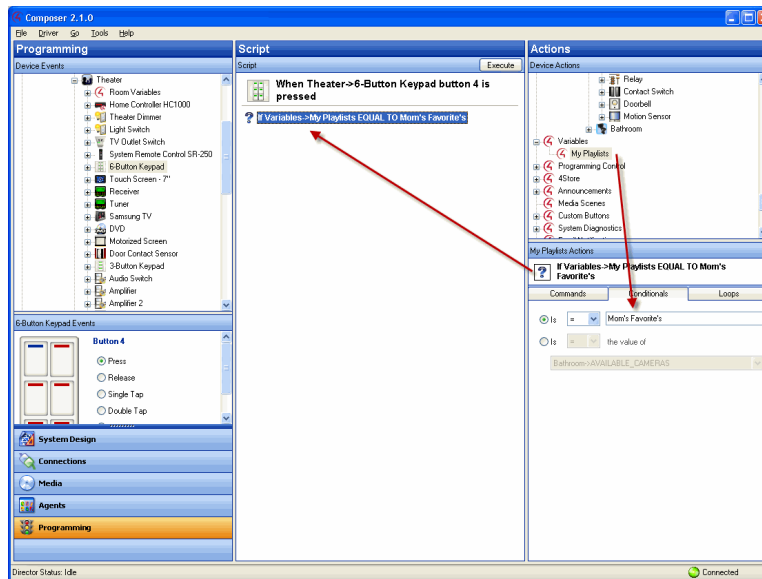 Composer 2.1.0
File Driver Go Tools Help
Programming
Device Events
Theater
Room Variables
Home Controller HC1000
Theater Dimmer
Light Switch
TV Outlet Switch
System Remote Control SR-250
6-Button Keypad
Touch Screen - 7"
Receiver
Tuner
Samsung TV
DVD
Motorized Screen
Door Contact Sensor
3-Button Keypad
Audio Switch
Amplifier
Amplifier 2
6-Button Keypad Events
Button 4
Press
Release
Single Tap
Double Tap
System Design
Connections
Media
Agents
Programming
Director Status: Idle
Script
Script Execute
When Theater->6-Button Keypad button 4 is
pressed
? If Variables->My Playlists EQUAL TO Mom's Favorite's
Actions
Device Actions
Relay
Contact Switch
Doorbell
Motion Sensor
Bathroom
Variables
My Playlists
Programming Control
4Store
Announcements
Media Scenes
Custom Buttons
System Diagnostics
My Playlists Actions
? If Variables->My Playlists EQUAL TO Mom's
Favorite's
Commands Conditionals Loops
Is = Mom's Favorite's
Is = the value of
Bathroom->AVAILABLE_CAMERAS
Connected